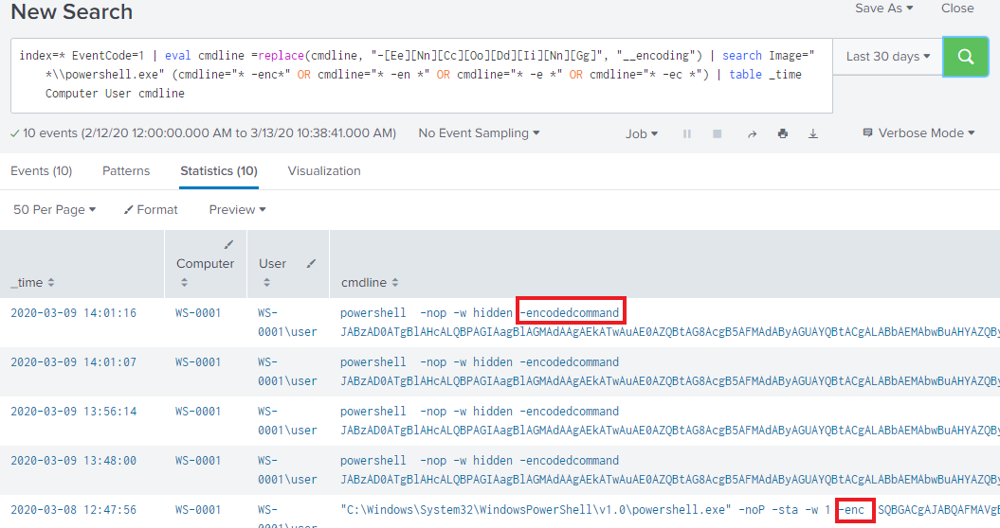 New Search
Save As
Close
index=* EventCode=1 | eval cmdline =replace(cmdline, "-[Ee][Nn][Cc][Oo][Dd][Ii][Nn][Gg]", "__encoding") | search Image="
*\\powershell.exe" (cmdline="* -enc*" OR cmdline="* -en *" OR cmdline="* -e *" OR cmdline="* -ec *") | table _time
Computer User cmdline
Last 30 days
10 events (2/12/20 12:00:00.000 AM to 3/13/20 10:38:41.000 AM)
No Event Sampling
Job
Verbose Mode
Events (10)
Patterns
Statistics (10)
Visualization
50 Per Page
Format
Preview
_time
Computer
User
cmdline
2020-03-09 14:01:16 WS-0001 WS- powershell -nop -w hidden -encodedcommand
0001\user JABzAD0ATgBlAHcALQBPAGIAagBlAGMAdAAgAEkATwAuAE0AZQBtAG8AcgB5AFMAdAByAGUAYQBtACgALABbAEMAbwBuAHYAZQBy
2020-03-09 14:01:07 WS-0001 WS- powershell -nop -w hidden -encodedcommand
0001\user JABzAD0ATgBlAHcALQBPAGIAagBlAGMAdAAgAEkATwAuAE0AZQBtAG8AcgB5AFMAdAByAGUAYQBtACgALABbAEMAbwBuAHYAZQBy
2020-03-09 13:56:14 WS-0001 WS- powershell -nop -w hidden -encodedcommand
0001\user JABzAD0ATgBlAHcALQBPAGIAagBlAGMAdAAgAEkATwAuAE0AZQBtAG8AcgB5AFMAdAByAGUAYQBtACgALABbAEMAbwBuAHYAZQBy
2020-03-09 13:48:00 WS-0001 WS- powershell -nop -w hidden -encodedcommand
0001\user JABzAD0ATgBlAHcALQBPAGIAagBlAGMAdAAgAEkATwAuAE0AZQBtAG8AcgB5AFMAdAByAGUAYQBtACgALABbAEMAbwBuAHYAZQBy
2020-03-08 12:47:56 WS-0001 WS- "C:\Windows\System32\WindowsPowerShell\v1.0\powershell.exe" -noP -sta -w 1 -enc SQBGACgAJABQAFMAVgB
0001\user